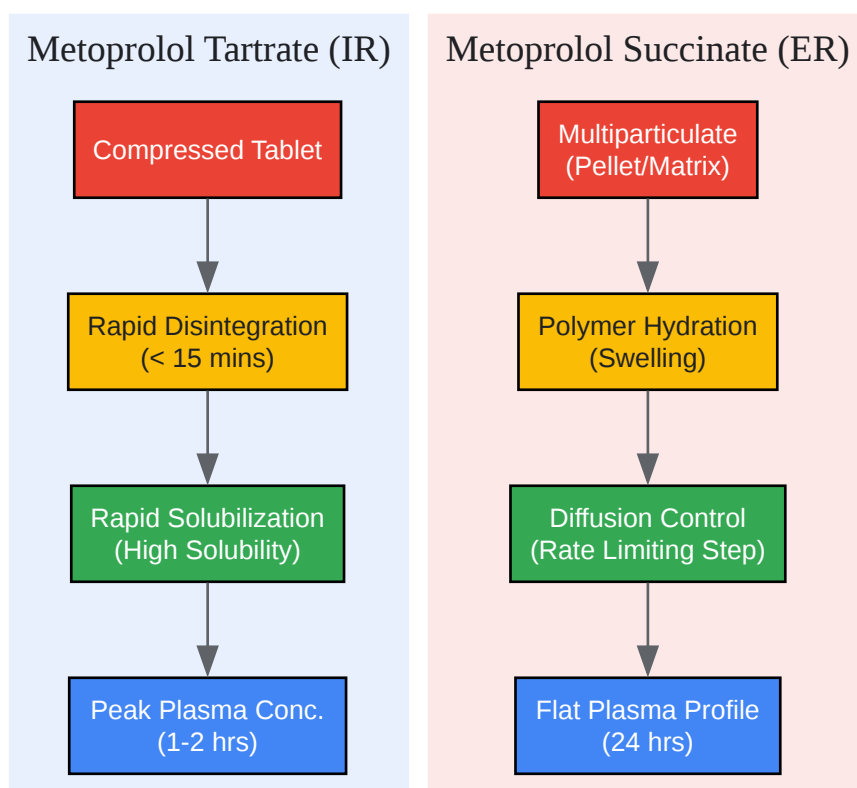 Metoprolol Tartrate (IR)
Compressed Tablet
Rapid Disintegration
(< 15 mins)
Rapid Solubilization
(High Solubility)
Peak Plasma Conc.
(1-2 hrs)
Metoprolol Succinate (ER)
Multiparticulate
(Pellet/Matrix)
Polymer Hydration
(Swelling)
Diffusion Control
(Rate Limiting Step)
Flat Plasma Profile
(24 hrs)